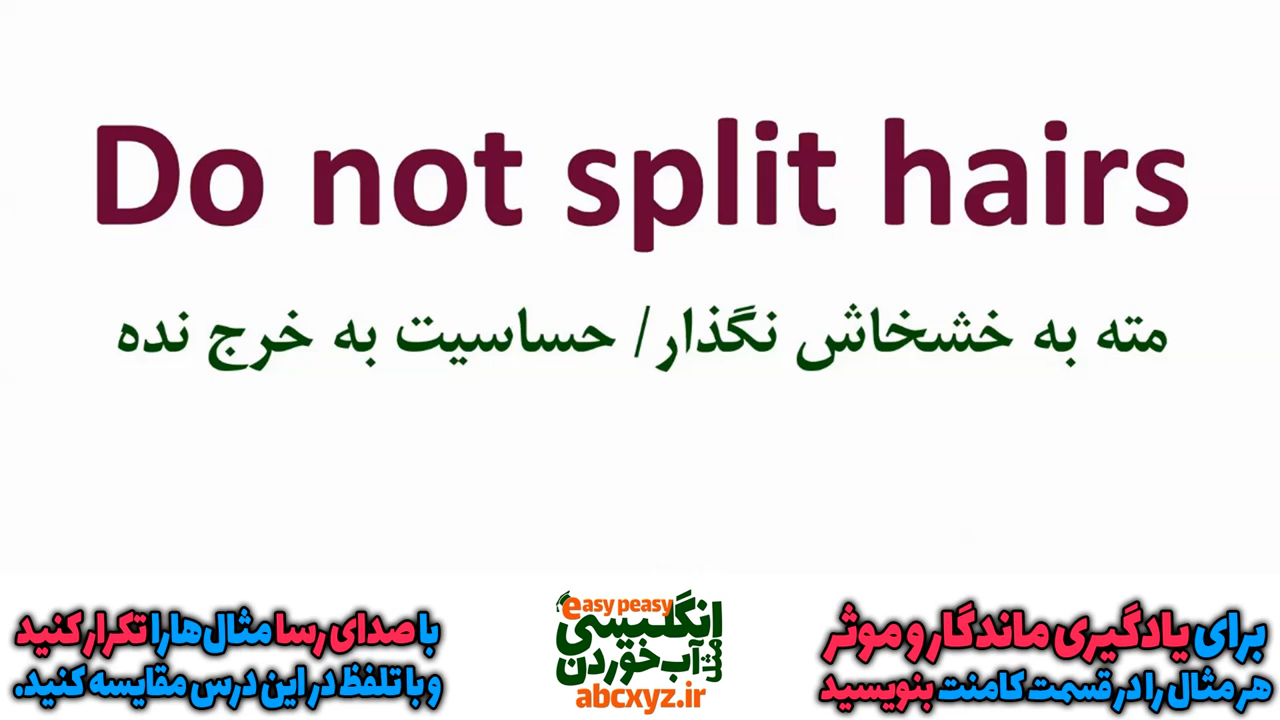 Do not split hairs
مته به خشخاش نگذار/ حساسیت به خرج نده
برای یادگیری ماندگار و موثر
هر مثال را در قسمت کامنت بنویسید
easy peasy
انگلیسی
مثل آب خوردن
abcxyz.ir
با صدای رسا مثال‌ها را تکرار کنید
و با تلفظ در این درس مقایسه کنید.